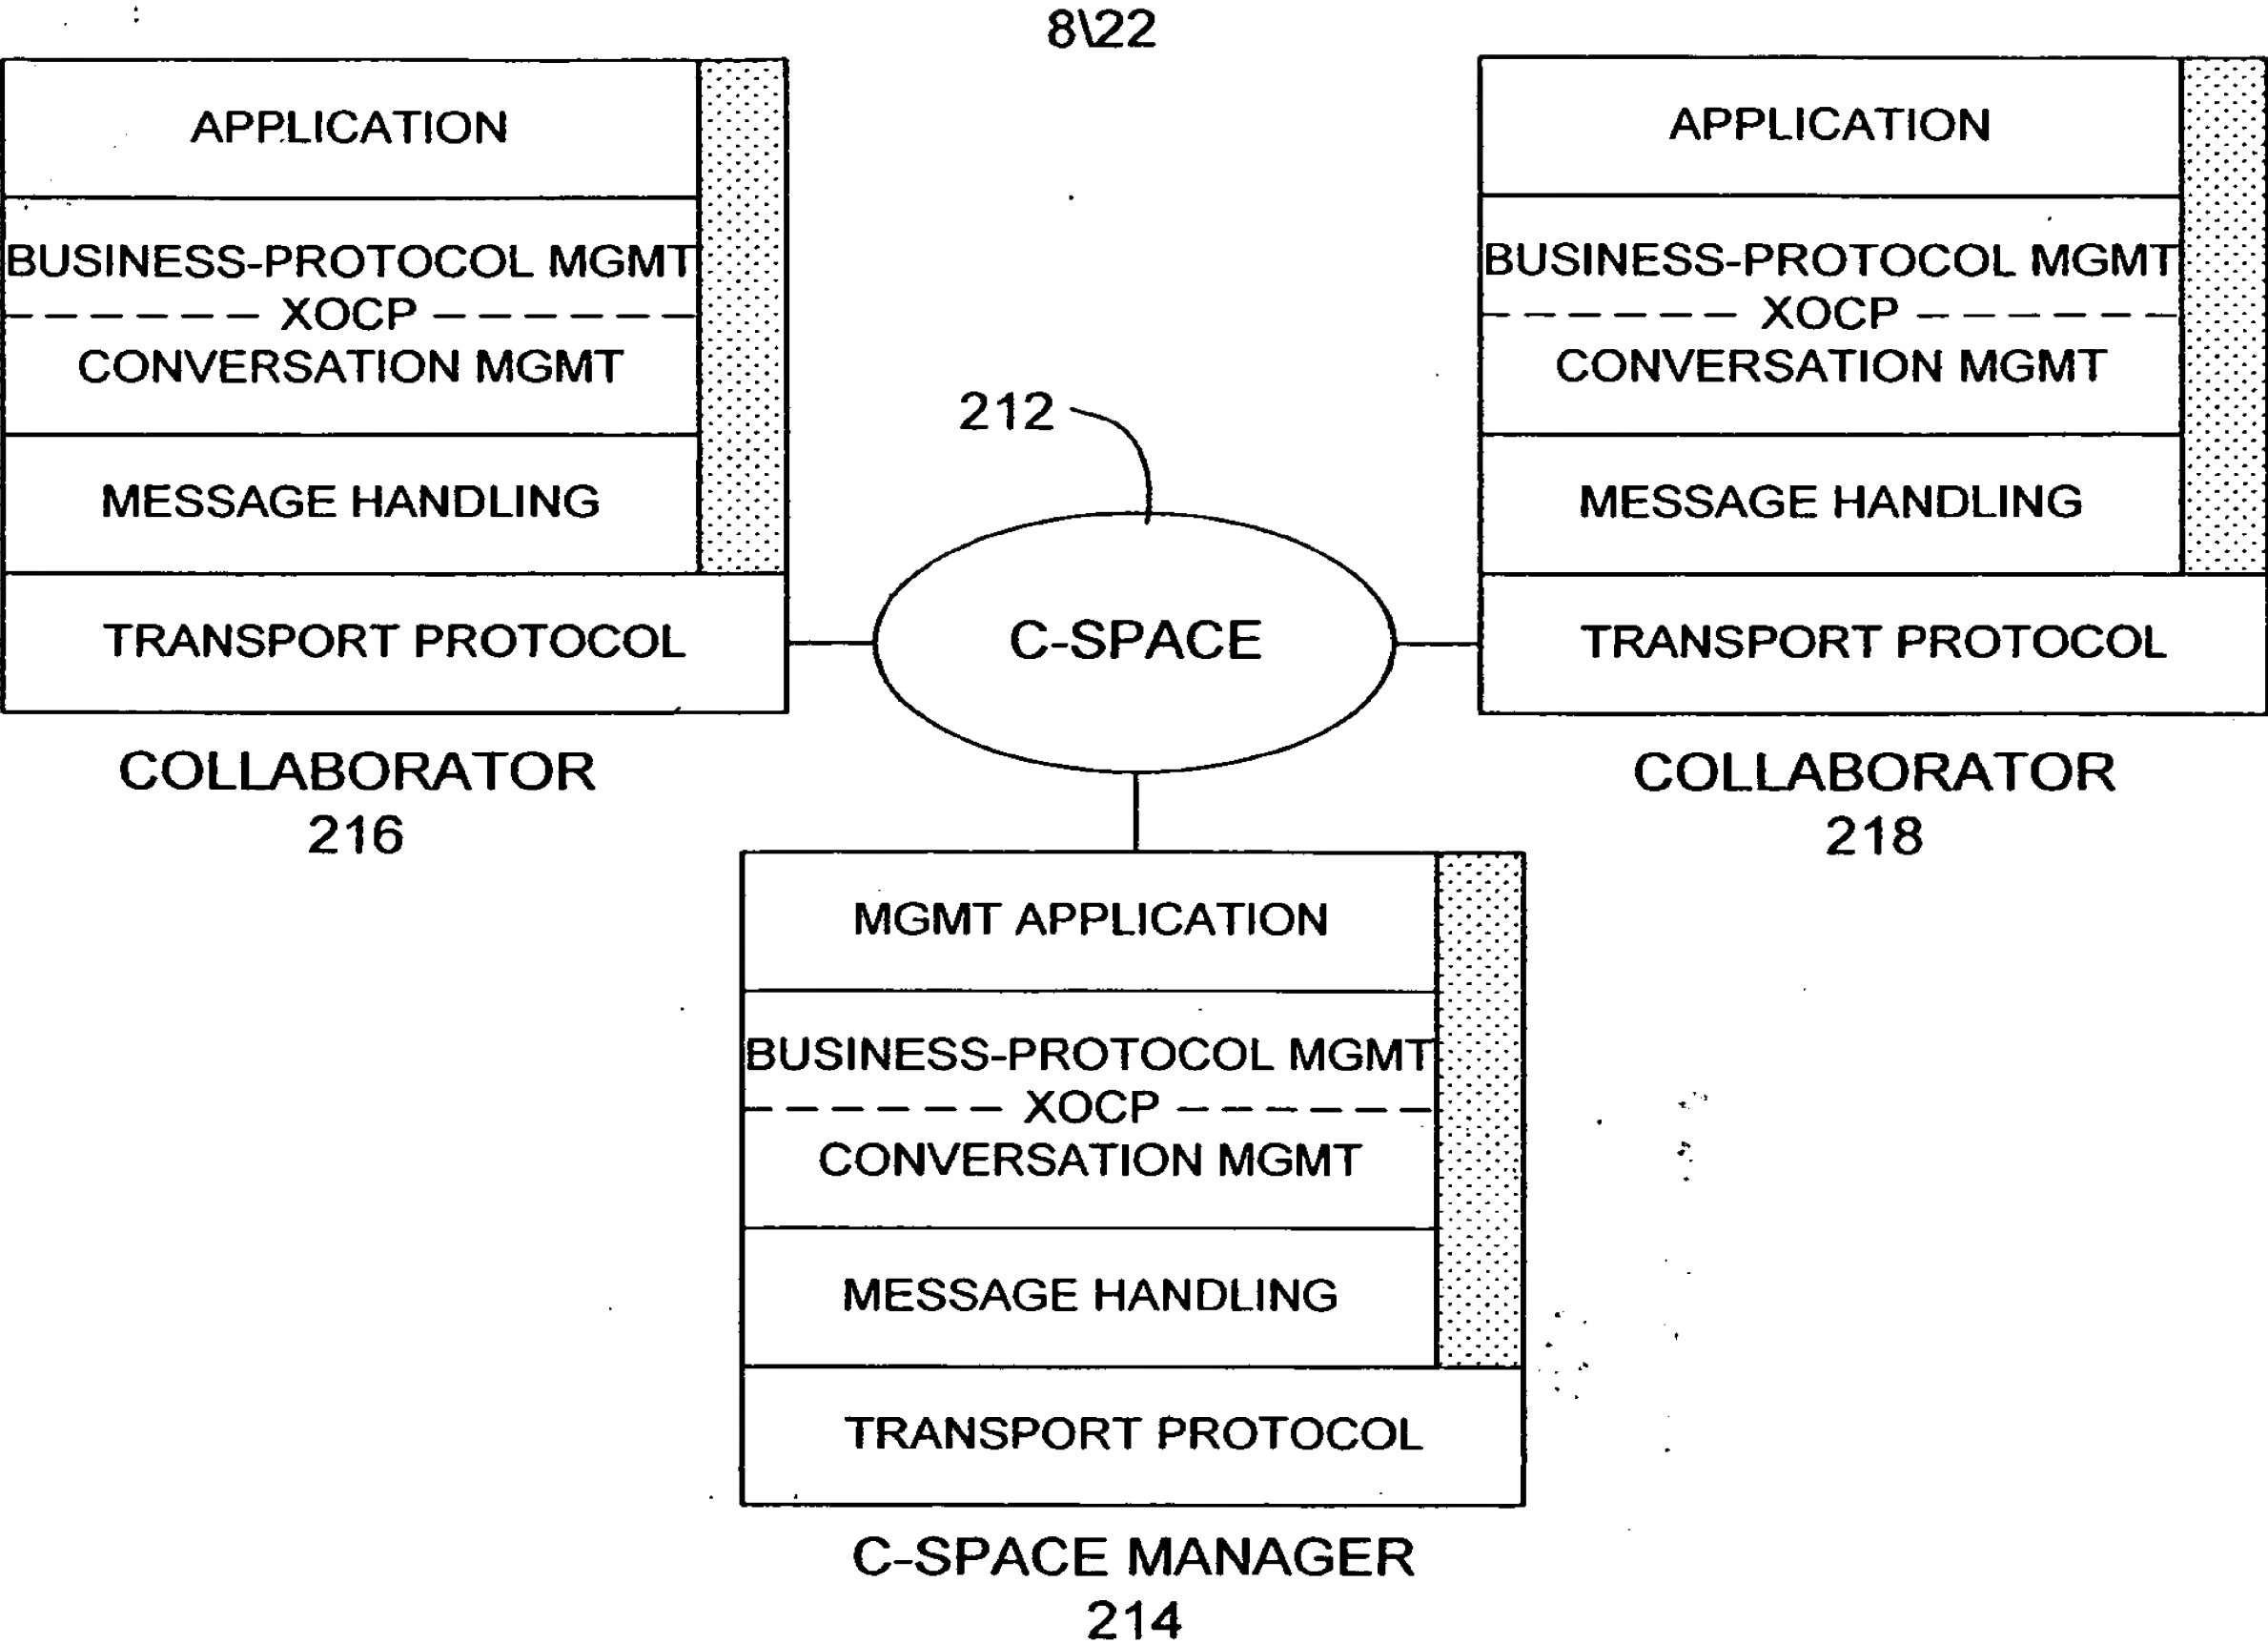 8\22
APPLICATION
BUSINESS-PROTOCOL MGMT
XOCP
CONVERSATION MGMT
MESSAGE HANDLING
TRANSPORT PROTOCOL
COLLABORATOR
216
212
C-SPACE
APPLICATION
BUSINESS-PROTOCOL MGMT
XOCP
CONVERSATION MGMT
MESSAGE HANDLING
TRANSPORT PROTOCOL
COLLABORATOR
218
MGMT APPLICATION
BUSINESS-PROTOCOL MGMT
XOCP
CONVERSATION MGMT
MESSAGE HANDLING
TRANSPORT PROTOCOL
C-SPACE MANAGER
214